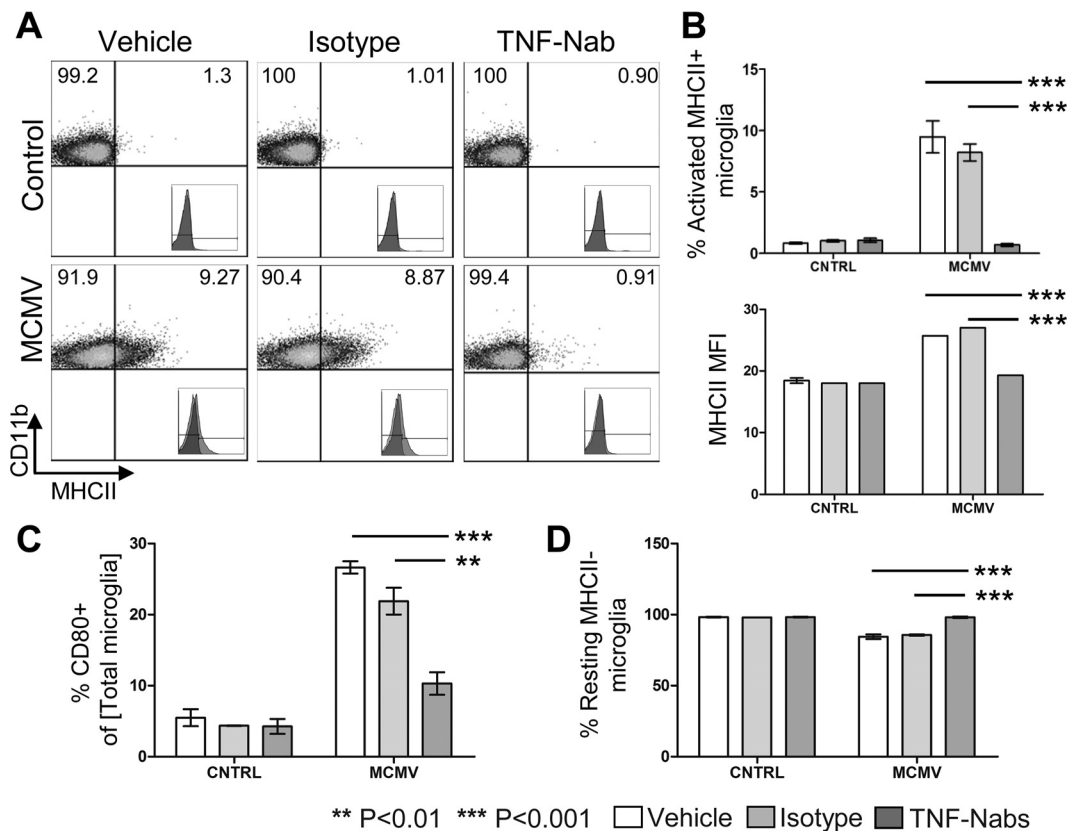 A
Vehicle Isotype TNF-Nab
Control
99.2 1.3 100 1.01 100 0.90
MCMV
91.9 9.27 90.4 8.87 99.4 0.91
CD11b
MHCII
B
% Activated MHCII+
microglia
15
10
5
0
***
***
CNTRL MCMV
MHCII MFI
30
20
10
0
***
***
CNTRL MCMV
C
% CD80+
of [Total microglia]
30
20
10
0
***
**
CNTRL MCMV
D
% Resting MHCII-
microglia
150
100
50
0
***
***
CNTRL MCMV
** P<0.01 *** P<0.001 Vehicle Isotype TNF-Nabs